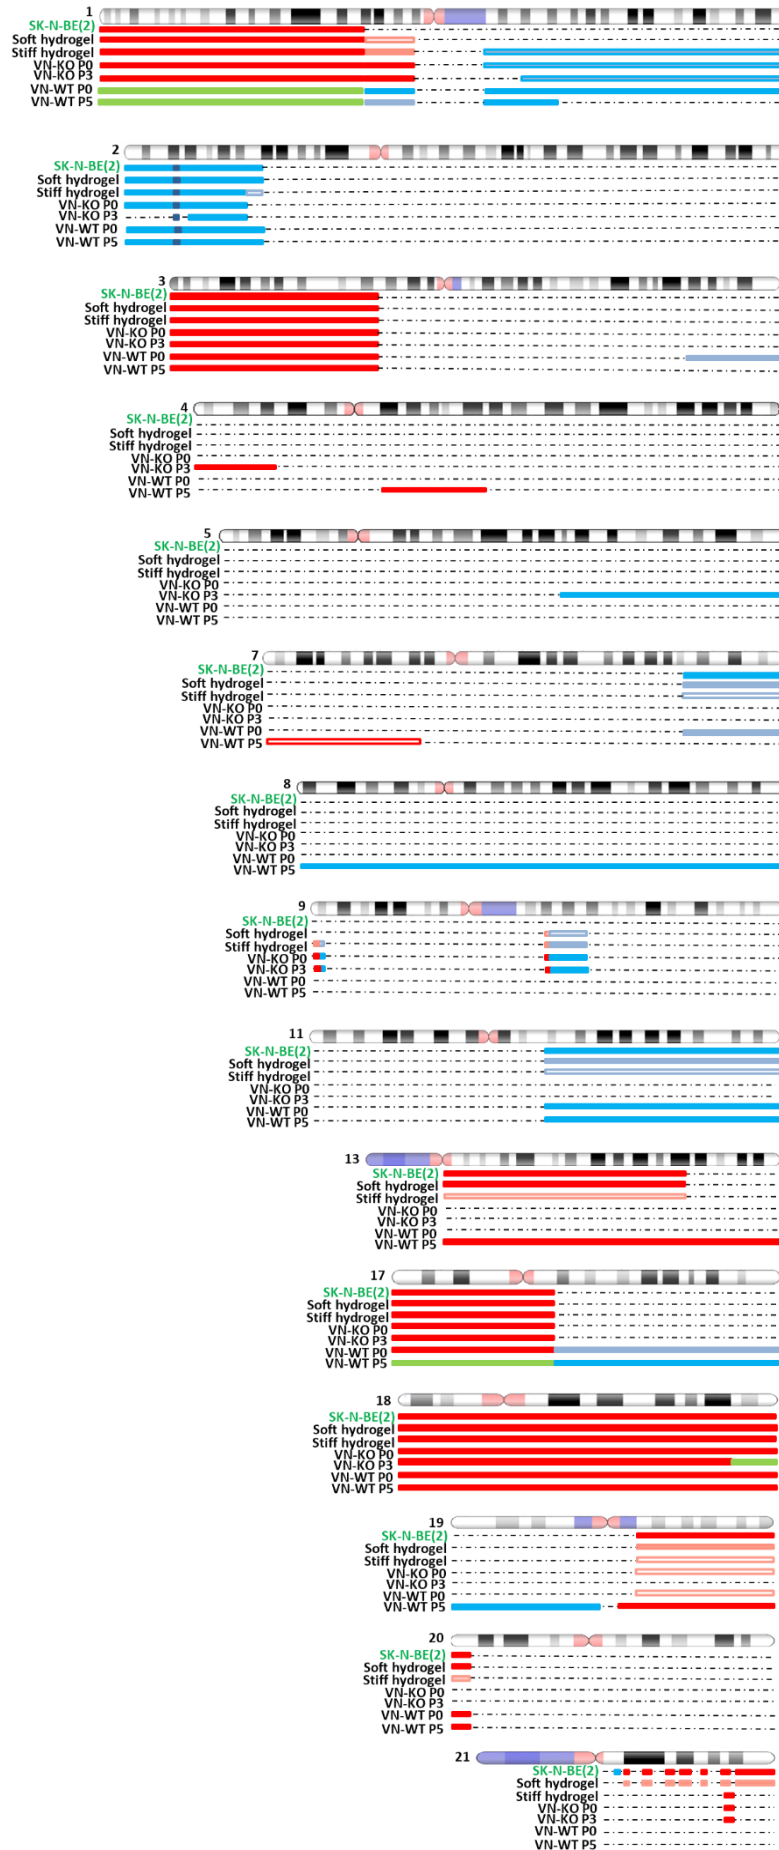 1
SK-N-BE(2)
Soft hydrogel
Stiff hydrogel
VN-KO P0
VN-KO P3
VN-WT P0
VN-WT P5
2
SK-N-BE(2)
Soft hydrogel
Stiff hydrogel
VN-KO P0
VN-KO P3
VN-WT P0
VN-WT P5
3
SK-N-BE(2)
Soft hydrogel
Stiff hydrogel
VN-KO P0
VN-KO P3
VN-WT P0
VN-WT P5
4
SK-N-BE(2)
Soft hydrogel
Stiff hydrogel
VN-KO P0
VN-KO P3
VN-WT P0
VN-WT P5
5
SK-N-BE(2)
Soft hydrogel
Stiff hydrogel
VN-KO P0
VN-KO P3
VN-WT P0
VN-WT P5
7
SK-N-BE(2)
Soft hydrogel
Stiff hydrogel
VN-KO P0
VN-KO P3
VN-WT P0
VN-WT P5
8
SK-N-BE(2)
Soft hydrogel
Stiff hydrogel
VN-KO P0
VN-KO P3
VN-WT P0
VN-WT P5
9
SK-N-BE(2)
Soft hydrogel
Stiff hydrogel
VN-KO P0
VN-KO P3
VN-WT P0
VN-WT P5
11
SK-N-BE(2)
Soft hydrogel
Stiff hydrogel
VN-KO P0
VN-KO P3
VN-WT P0
VN-WT P5
13
SK-N-BE(2)
Soft hydrogel
Stiff hydrogel
VN-KO P0
VN-KO P3
VN-WT P0
VN-WT P5
17
SK-N-BE(2)
Soft hydrogel
Stiff hydrogel
VN-KO P0
VN-KO P3
VN-WT P0
VN-WT P5
18
SK-N-BE(2)
Soft hydrogel
Stiff hydrogel
VN-KO P0
VN-KO P3
VN-WT P0
VN-WT P5
19
SK-N-BE(2)
Soft hydrogel
Stiff hydrogel
VN-KO P0
VN-KO P3
VN-WT P0
VN-WT P5
20
SK-N-BE(2)
Soft hydrogel
Stiff hydrogel
VN-KO P0
VN-KO P3
VN-WT P0
VN-WT P5
21
SK-N-BE(2)
Soft hydrogel
Stiff hydrogel
VN-KO P0
VN-KO P3
VN-WT P0
VN-WT P5